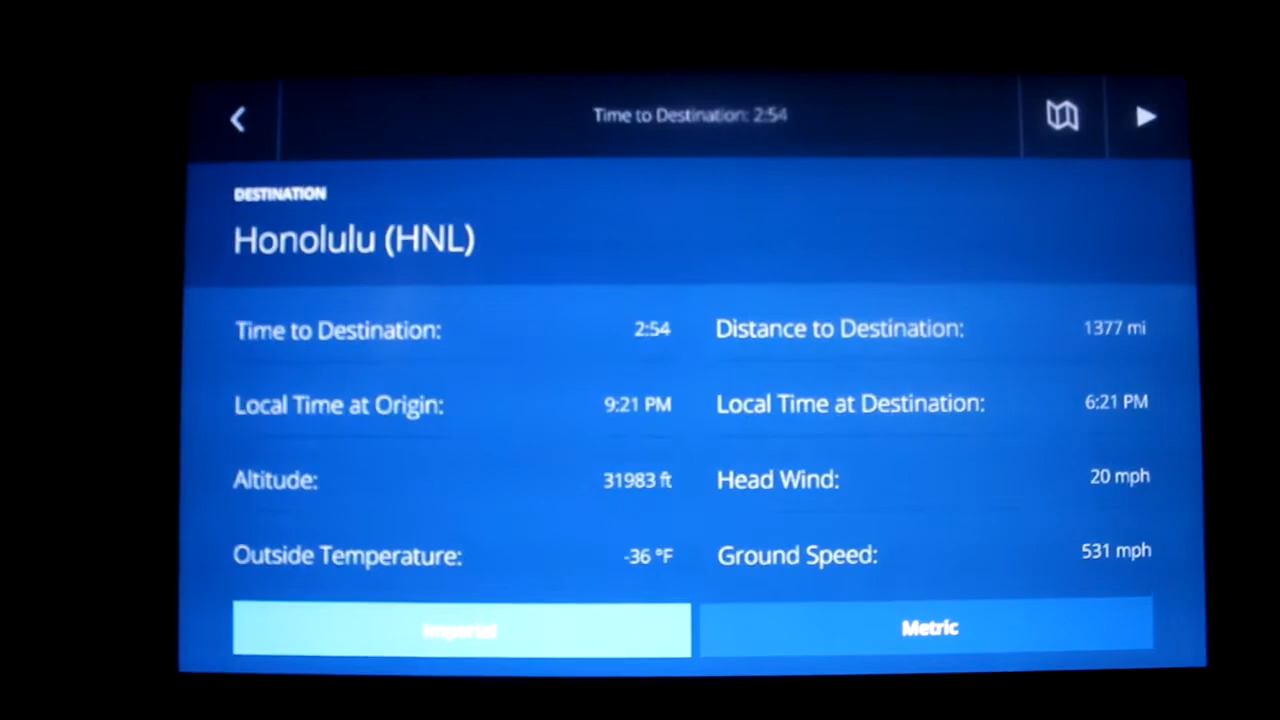 Time to Destination: 2:54
DESTINATION
Honolulu (HNL)
Time to Destination: 2:54 Distance to Destination: 1377 mi
Local Time at Origin: 9:21 PM Local Time at Destination: 6:21 PM
Altitude: 31983 ft Head Wind: 20 mph
Outside Temperature: -36 °F Ground Speed: 531 mph
Imperial Metric